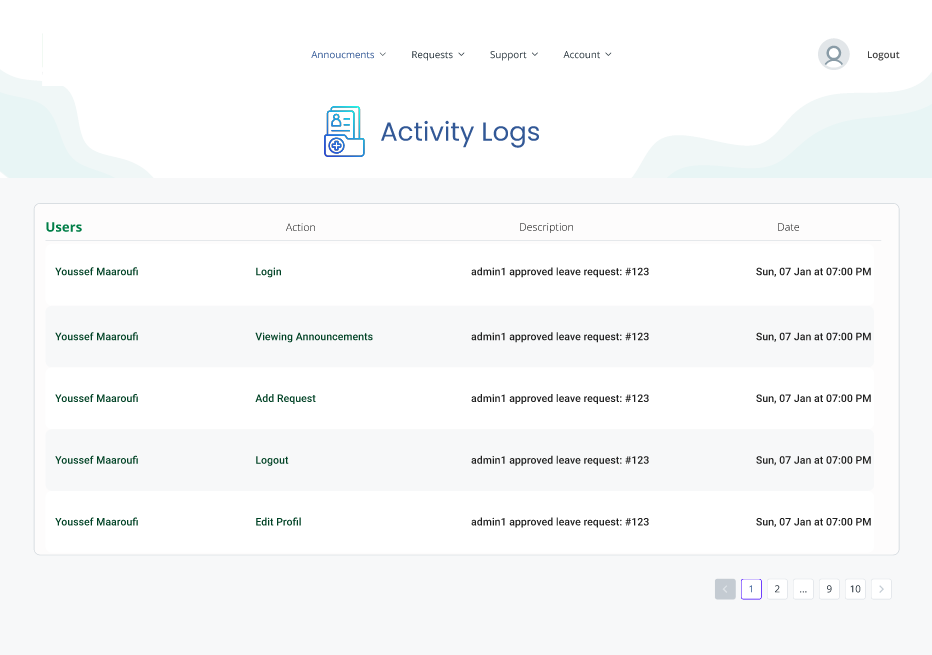 Annoucments Requests Support Account Logout
Activity Logs
Users Action Description Date
Youssef Maaroufi Login admin1 approved leave request: #123 Sun, 07 Jan at 07:00 PM
Youssef Maaroufi Viewing Announcements admin1 approved leave request: #123 Sun, 07 Jan at 07:00 PM
Youssef Maaroufi Add Request admin1 approved leave request: #123 Sun, 07 Jan at 07:00 PM
Youssef Maaroufi Logout admin1 approved leave request: #123 Sun, 07 Jan at 07:00 PM
Youssef Maaroufi Edit Profil admin1 approved leave request: #123 Sun, 07 Jan at 07:00 PM
1 2 ... 9 10